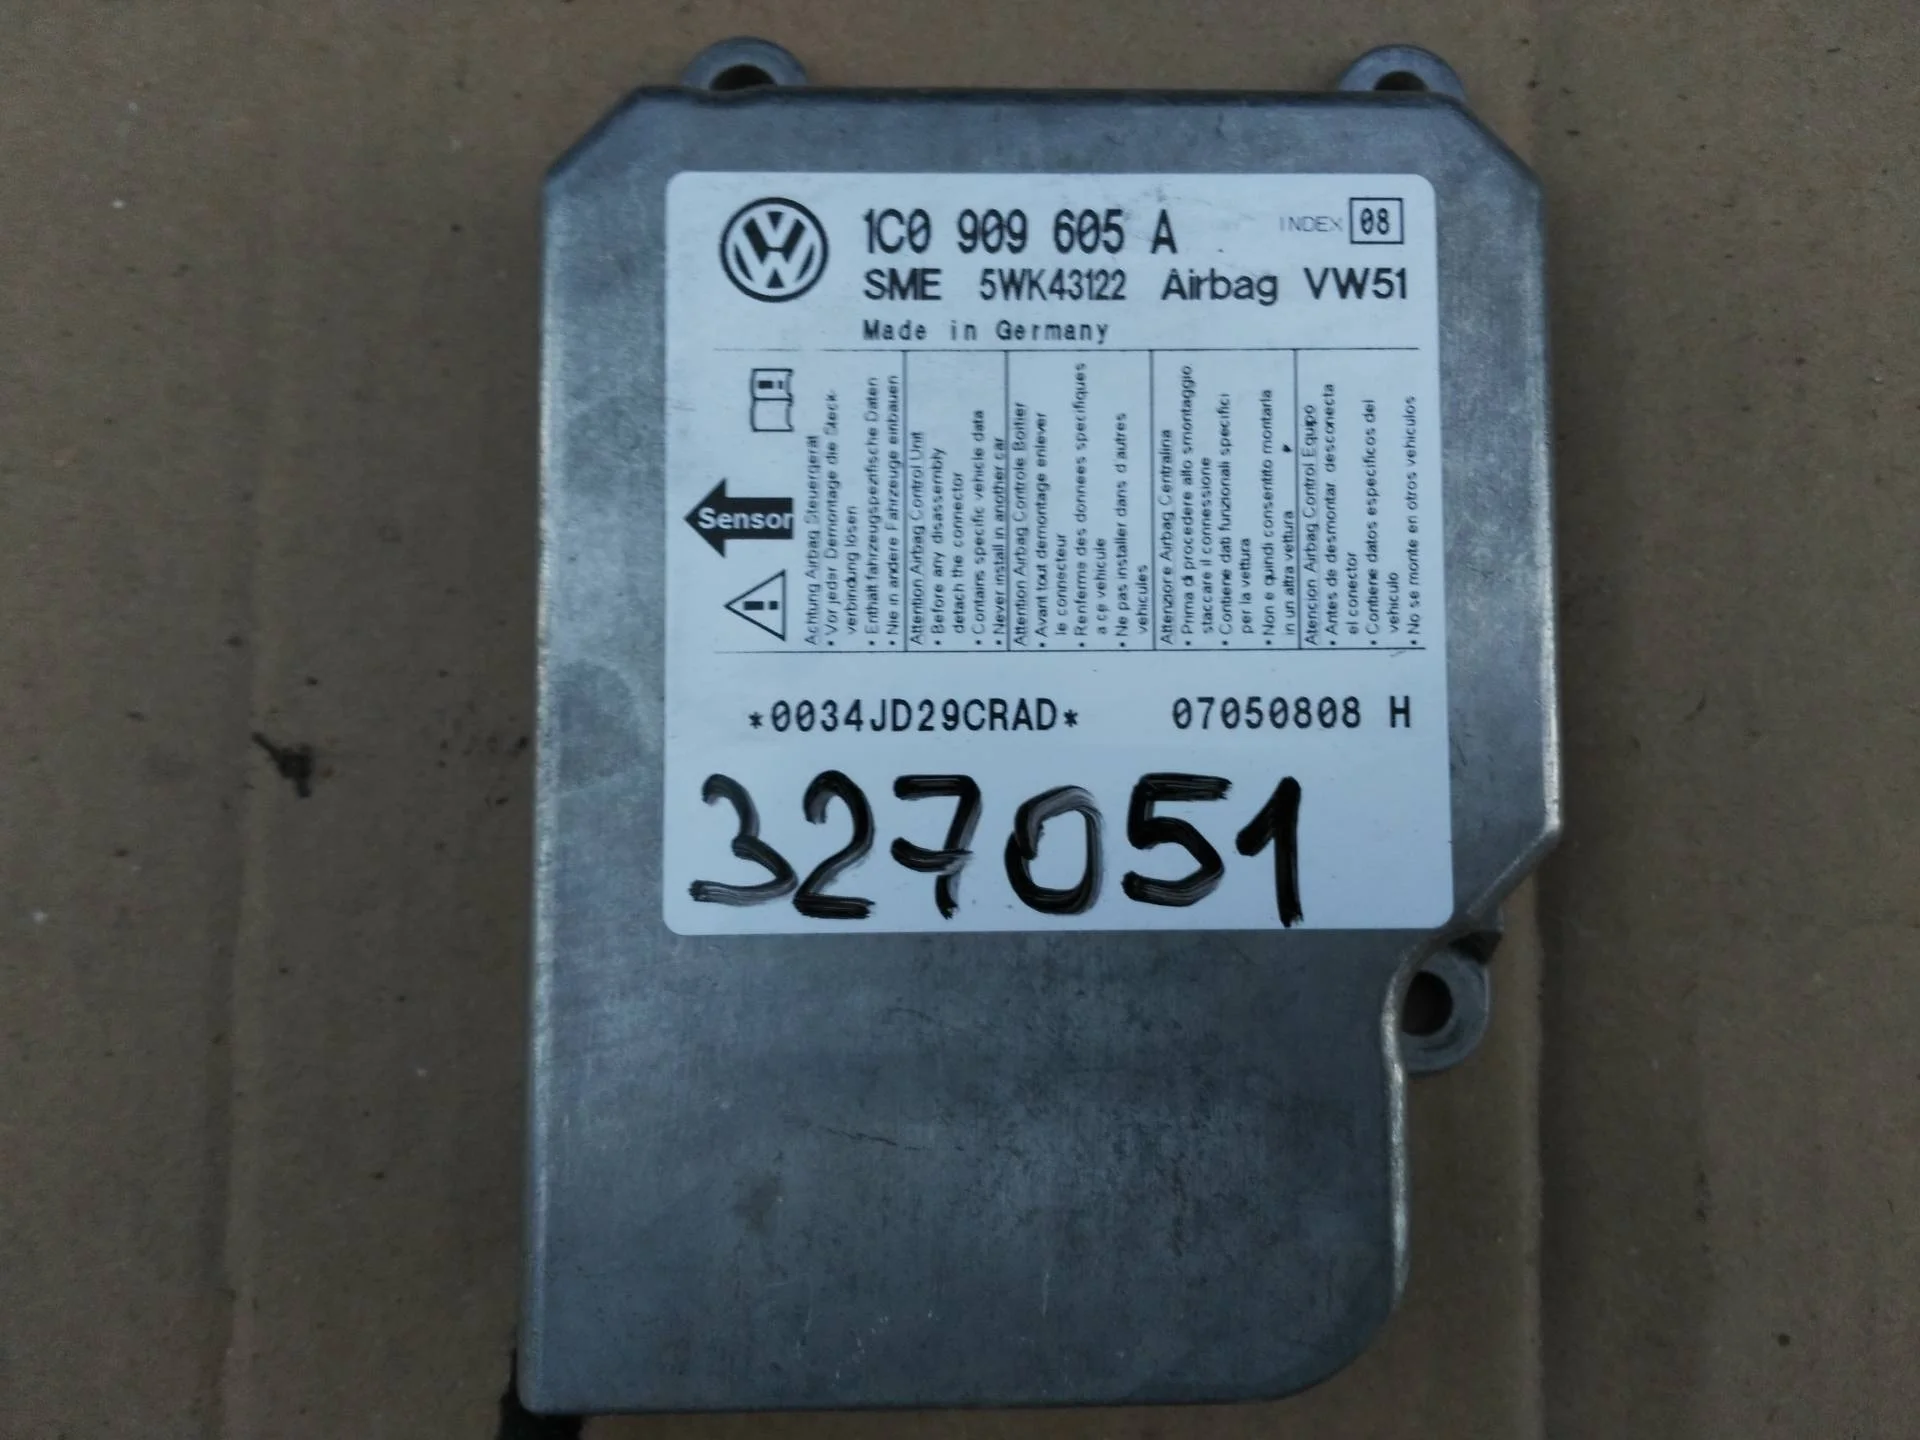 1C0 909 605 A INDEX 08
SME 5WK43122 Airbag VW51
Made in Germany
Sensor
Achtung Airbag Steuergerät
• Vor jeder Demontage die Steck-
verbindung lösen
• Enthält fahrzeugspezifische Daten
• Nie in andere Fahrzeuge einbauen
Attention Airbag Control Unit
• Before any disassembly
detach the connector
• Contains specific vehicle data
• Never install in another car
Attention Airbag Controle Boitier
• Avant tout demontage enlever
le connecteur
• Renferme des donnees specifiques
a ce vehicule
• Ne pas installer dans d'autres
vehicules
Attenzione Airbag Centralina
• Prima di procedere allo smontaggio
staccare il connessione
• Contiene dati funzionali specifici
per la vettura
• Non e quindi consentito montarla
in un altra vettura
Atencion Airbag Control Equipo
• Antes de desmontar, desconecta
el conector
• Contiene datos especificos del
vehiculo
• No se monte en otros vehiculos
*0034JD29CRAD* 07050808 H
327051